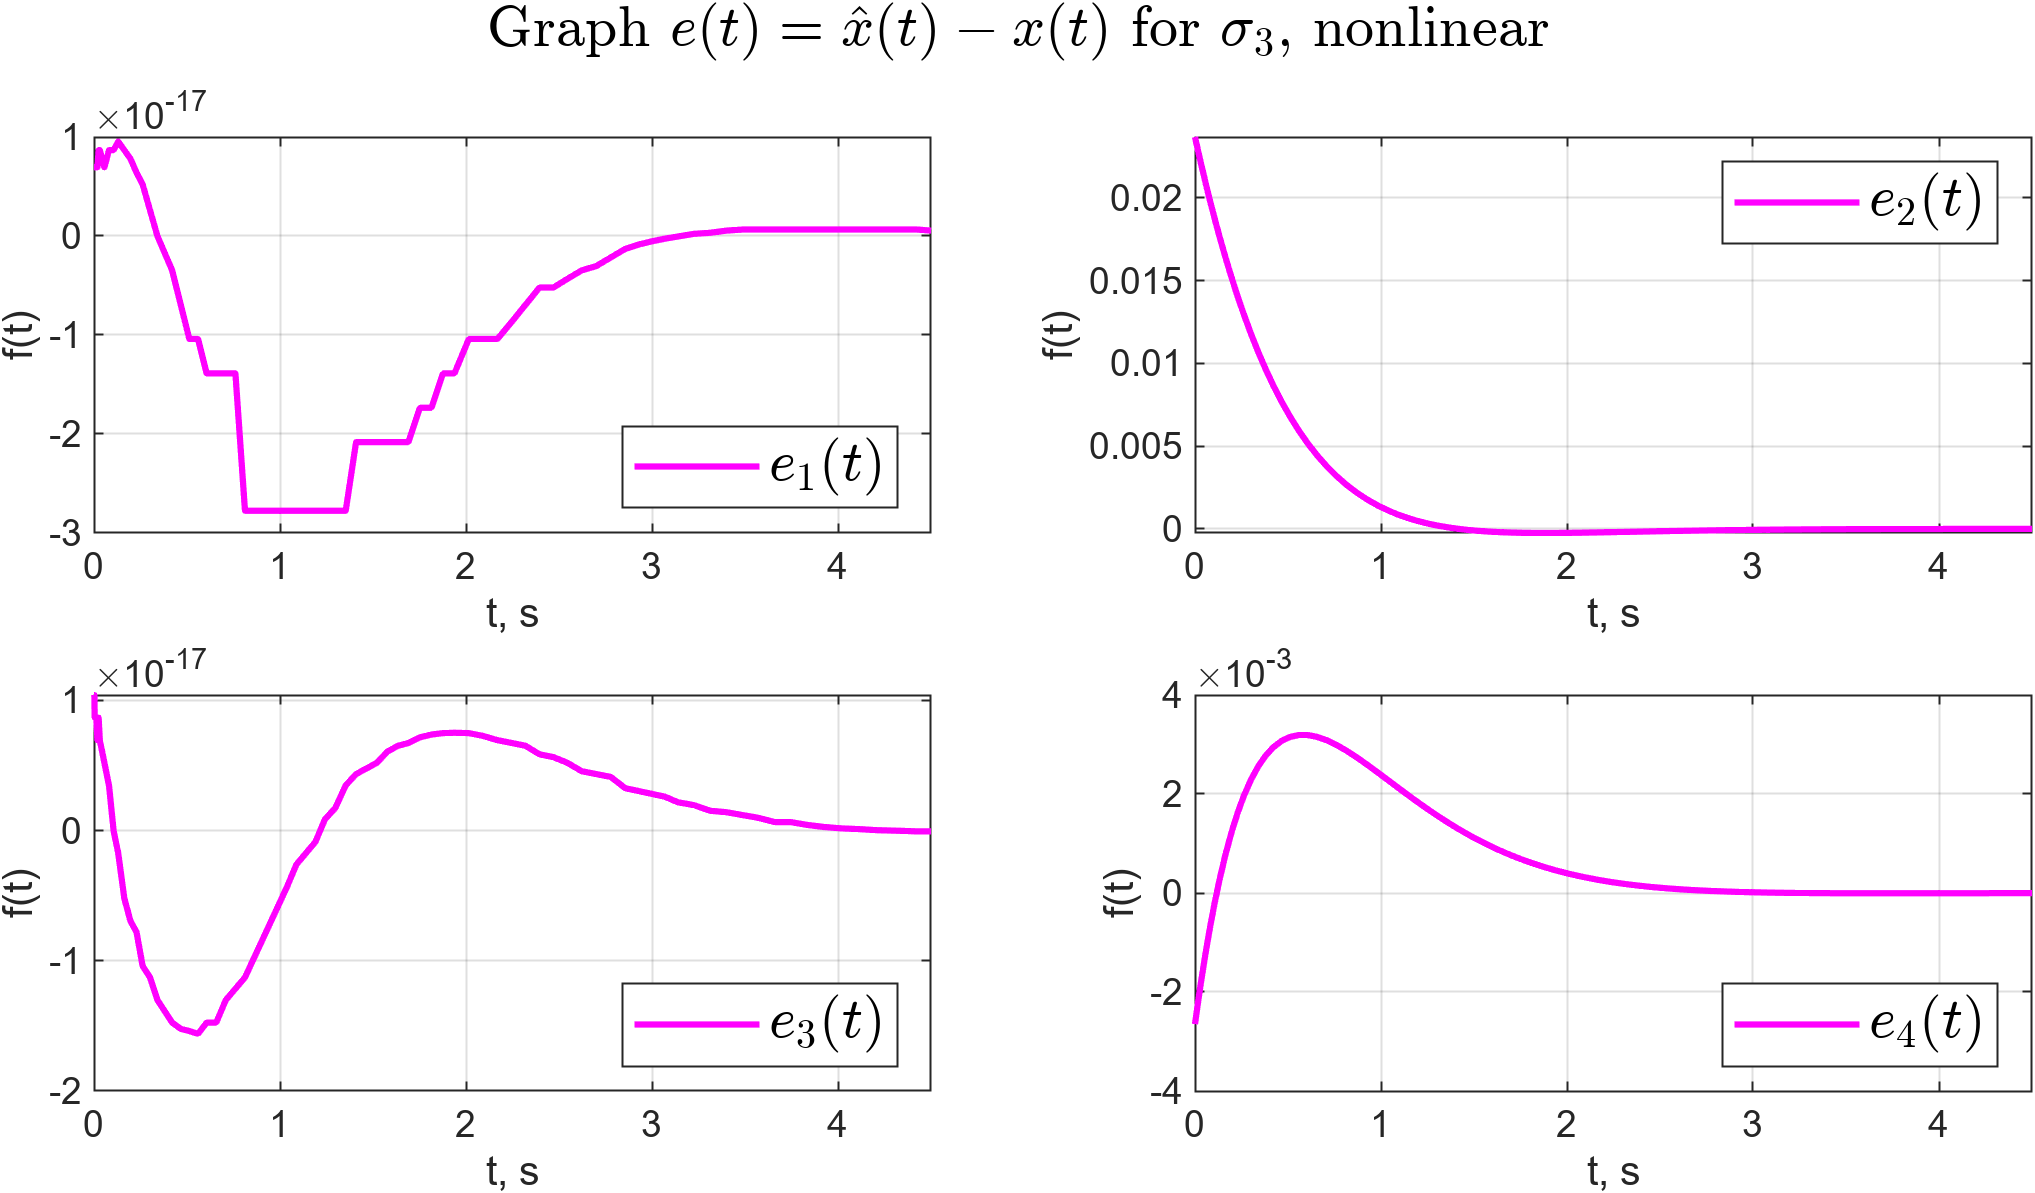 Graph e(t) = x̂(t) − x(t) for σ₃, nonlinear
×10⁻¹⁷
1
0
-1
-2
-3
f(t)
0 1 2 3 4
t, s
e₁(t)
0.02
0.015
0.01
0.005
0
f(t)
0 1 2 3 4
t, s
e₂(t)
×10⁻¹⁷
1
0
-1
-2
f(t)
0 1 2 3 4
t, s
e₃(t)
×10⁻³
4
2
0
-2
-4
f(t)
0 1 2 3 4
t, s
e₄(t)